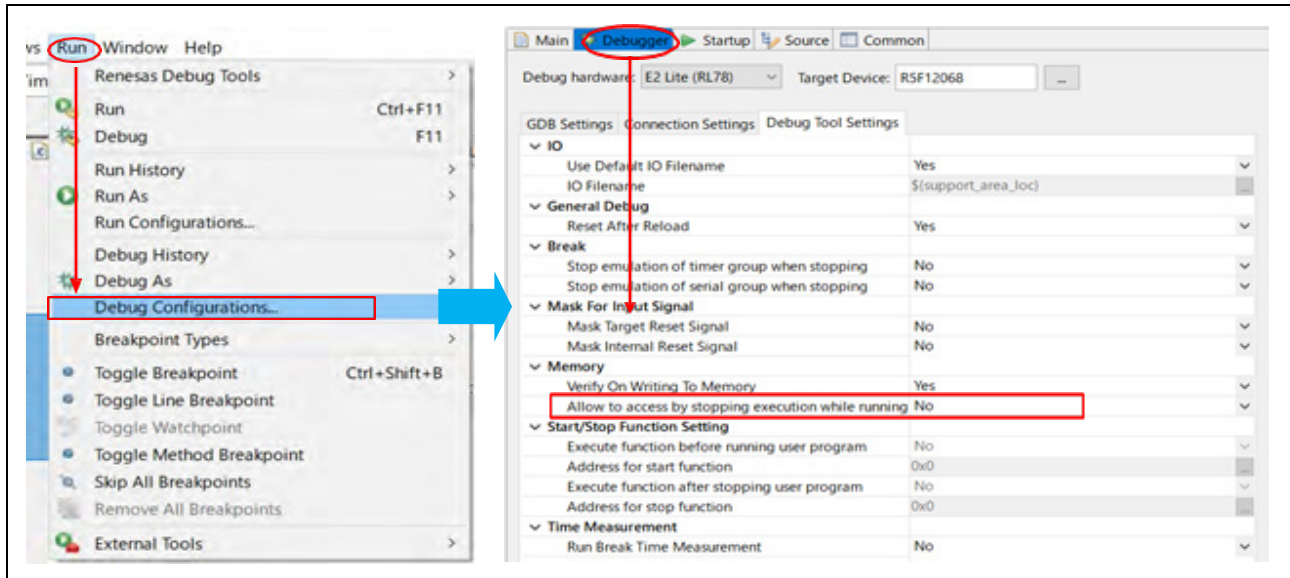 ws Run Window Help
Tim
Renesas Debug Tools >
Run Ctrl+F11
Debug F11
Run History >
Run As >
Run Configurations...
Debug History >
Debug As >
Debug Configurations...
Breakpoint Types >
Toggle Breakpoint Ctrl+Shift+B
Toggle Line Breakpoint
Toggle Watchpoint
Toggle Method Breakpoint
Skip All Breakpoints
Remove All Breakpoints
External Tools >
Main Debugger Startup Source Common
Debug hardware: E2 Lite (RL78) Target Device: R5F12068 ...
GDB Settings Connection Settings Debug Tool Settings
IO
Use Default IO Filename Yes
IO Filename ${support_area_loc}
General Debug
Reset After Reload Yes
Break
Stop emulation of timer group when stopping No
Stop emulation of serial group when stopping No
Mask For Input Signal
Mask Target Reset Signal No
Mask Internal Reset Signal No
Memory
Verify On Writing To Memory Yes
Allow to access by stopping execution while running No
Start/Stop Function Setting
Execute function before running user program No
Address for start function 0x0
Execute function after stopping user program No
Address for stop function 0x0
Time Measurement
Run Break Time Measurement No